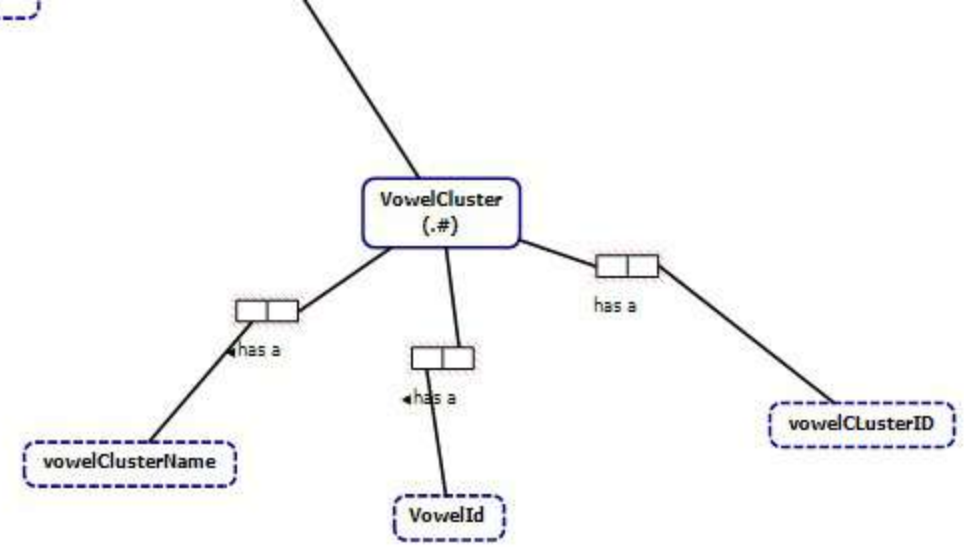 VowelCluster
(.#)
has a
◄has a
◄has a
vowelCLusterID
vowelClusterName
VowelId